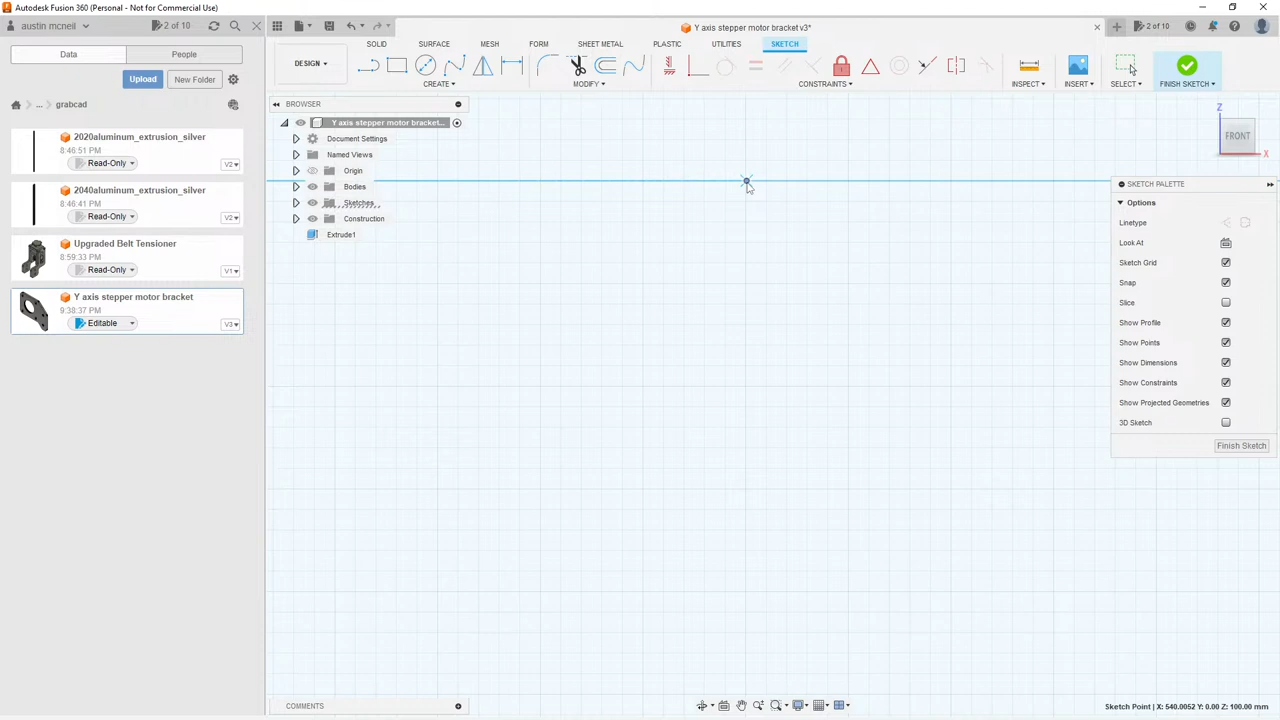 Autodesk Fusion 360 (Personal - Not for Commercial Use)
austin mcneil
2 of 10
Y axis stepper motor bracket v3*
2 of 10
Data
People
Upload
New Folder
... grabcad
2020aluminum_extrusion_silver
8:46:51 PM
Read-Only
V2
2040aluminum_extrusion_silver
8:46:41 PM
Read-Only
V2
Upgraded Belt Tensioner
8:59:33 PM
Read-Only
V1
Y axis stepper motor bracket
9:38:37 PM
Editable
V3
DESIGN
SOLID
SURFACE
MESH
FORM
SHEET METAL
PLASTIC
UTILITIES
SKETCH
CREATE
MODIFY
CONSTRAINTS
INSPECT
INSERT
SELECT
FINISH SKETCH
BROWSER
Y axis stepper motor bracket...
Document Settings
Named Views
Origin
Bodies
Sketches
Construction
Extrude1
Z
FRONT
X
SKETCH PALETTE
Options
Linetype
Look At
Sketch Grid
Snap
Slice
Show Profile
Show Points
Show Dimensions
Show Constraints
Show Projected Geometries
3D Sketch
Finish Sketch
COMMENTS
Sketch Point | X: 540.0052 Y: 0.00 Z: 100.00 mm